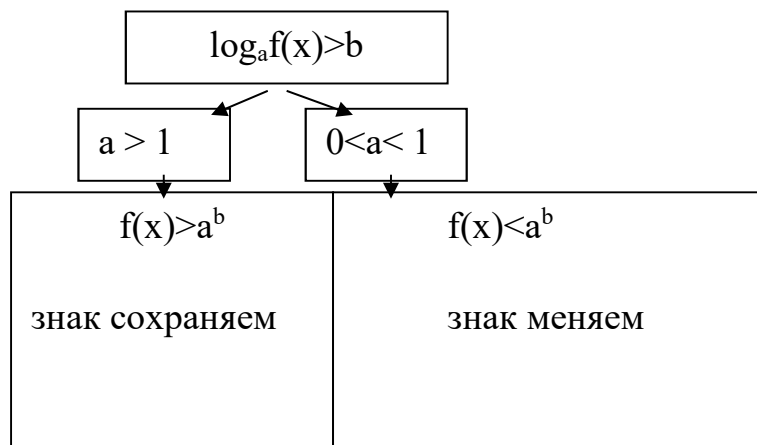 logₐf(x)>b
a > 1
0<a< 1
f(x)>aᵇ
f(x)<aᵇ
знак сохраняем
знак меняем